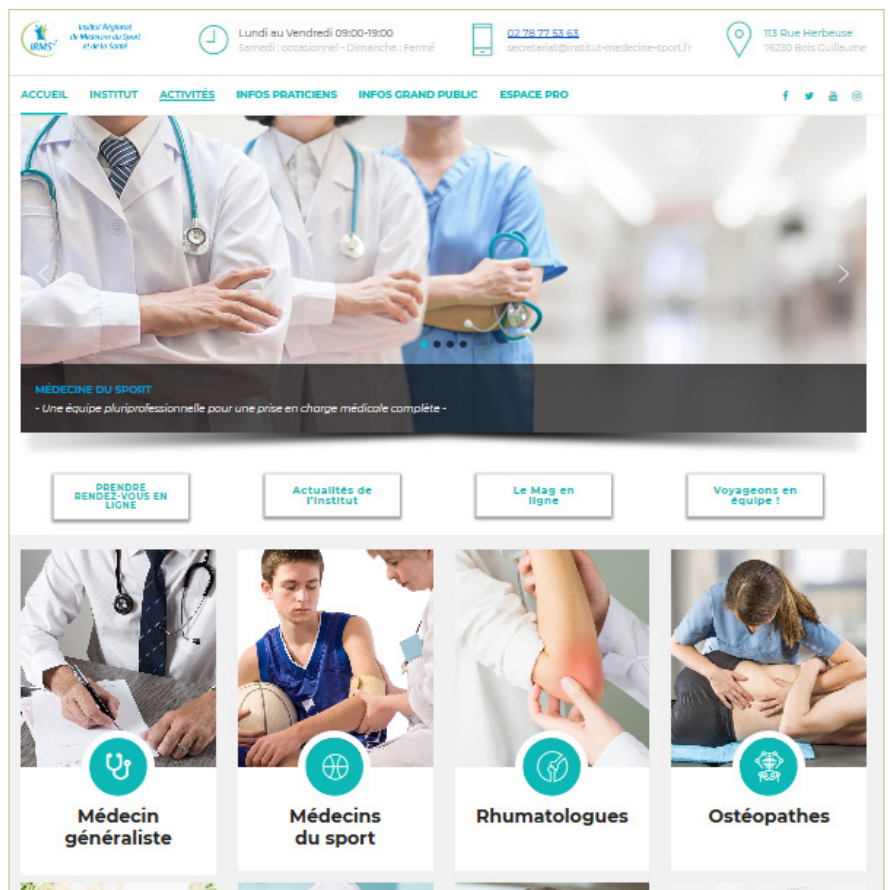 Institut Régional
de Médecine du Sport
et de la Santé
IRMS²
Lundi au Vendredi 09:00-19:00
Samedi : occasionnel - Dimanche : Fermé
02 78 77 53 63
secretariat@institut-medecine-sport.fr
113 Rue Herbeuse
76230 Bois Guillaume
ACCUEIL INSTITUT ACTIVITÉS INFOS PRATICIENS INFOS GRAND PUBLIC ESPACE PRO
MÉDECINE DU SPORT
- Une équipe pluriprofessionnelle pour une prise en charge médicale complète -
PRENDRE
RENDEZ-VOUS EN
LIGNE
Actualités de
l'Institut
Le Mag en
ligne
Voyageons en
équipe !
Médecin
généraliste
Médecins
du sport
Rhumatologues
Ostéopathes